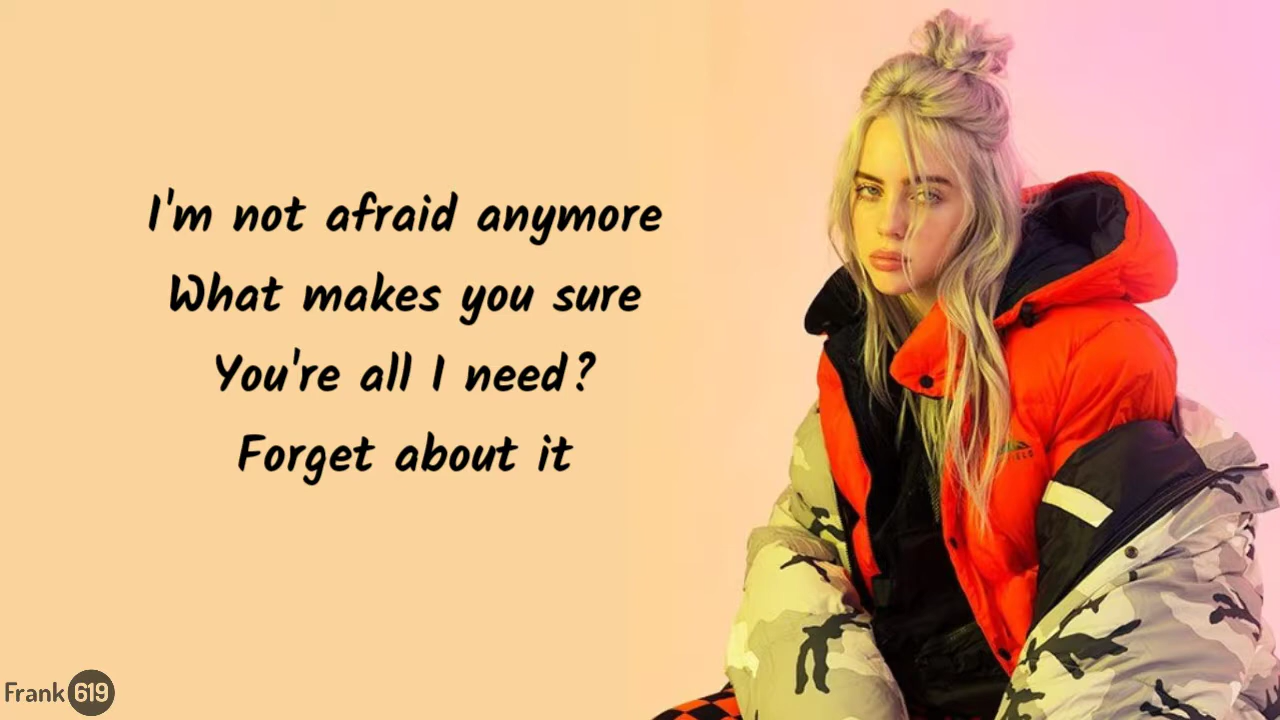 I'm not afraid anymore
What makes you sure
You're all I need?
Forget about it
Frank 619